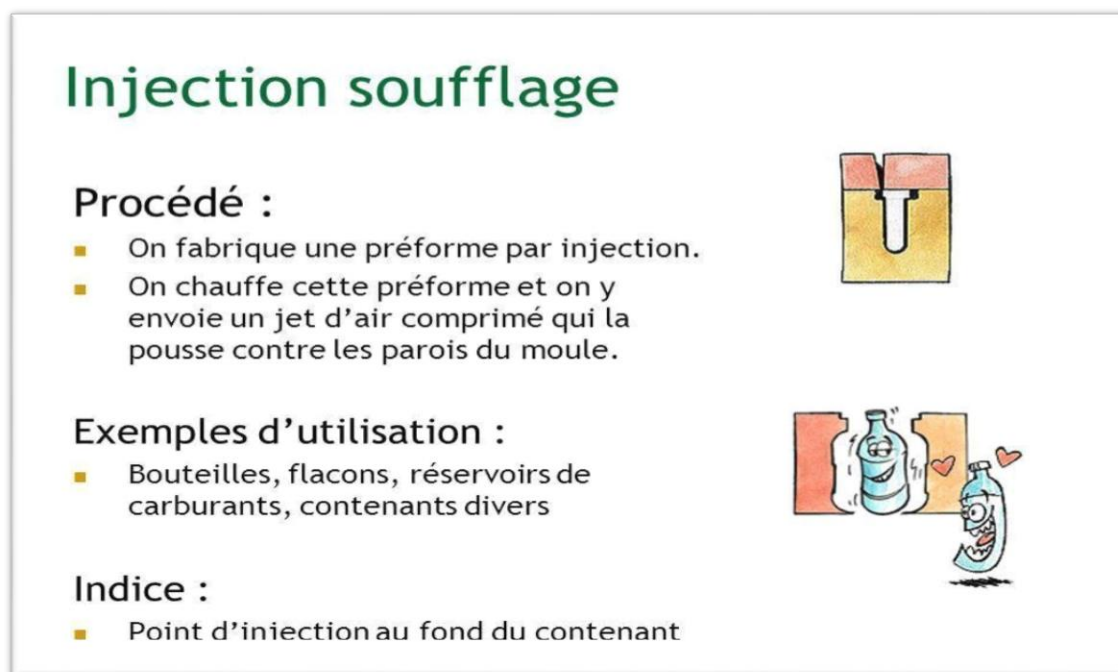 Injection soufflage
Procédé :
▪ On fabrique une préforme par injection.
▪ On chauffe cette préforme et on y
envoie un jet d’air comprimé qui la
pousse contre les parois du moule.
Exemples d’utilisation :
▪ Bouteilles, flacons, réservoirs de
carburants, contenants divers
Indice :
▪ Point d’injection au fond du contenant